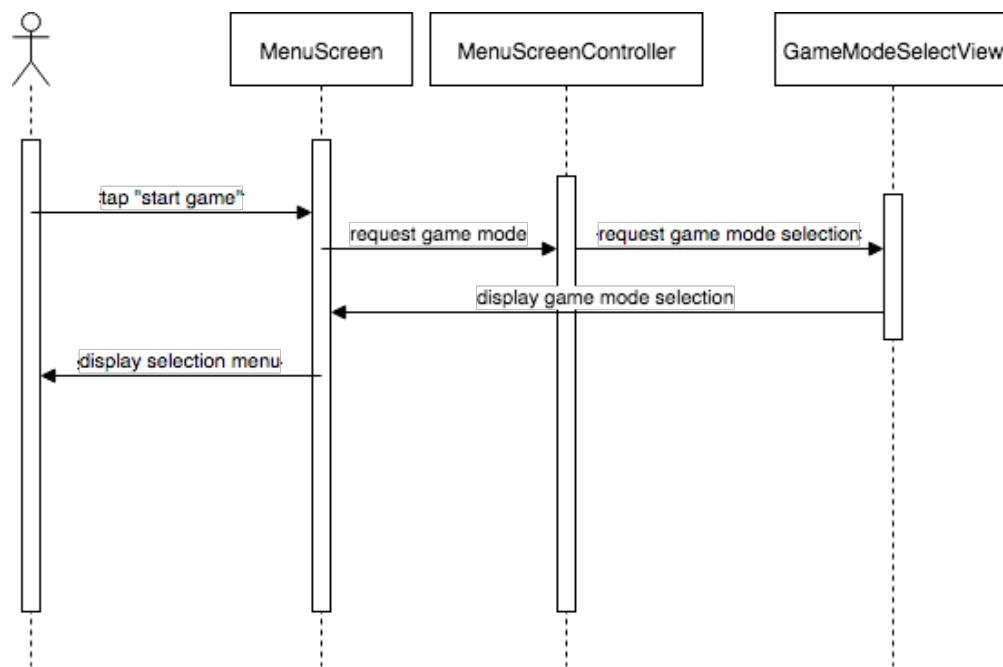 MenuScreen
MenuScreenController
GameModeSelectView
tap "start game"
request game mode
request game mode selection
display game mode selection
display selection menu